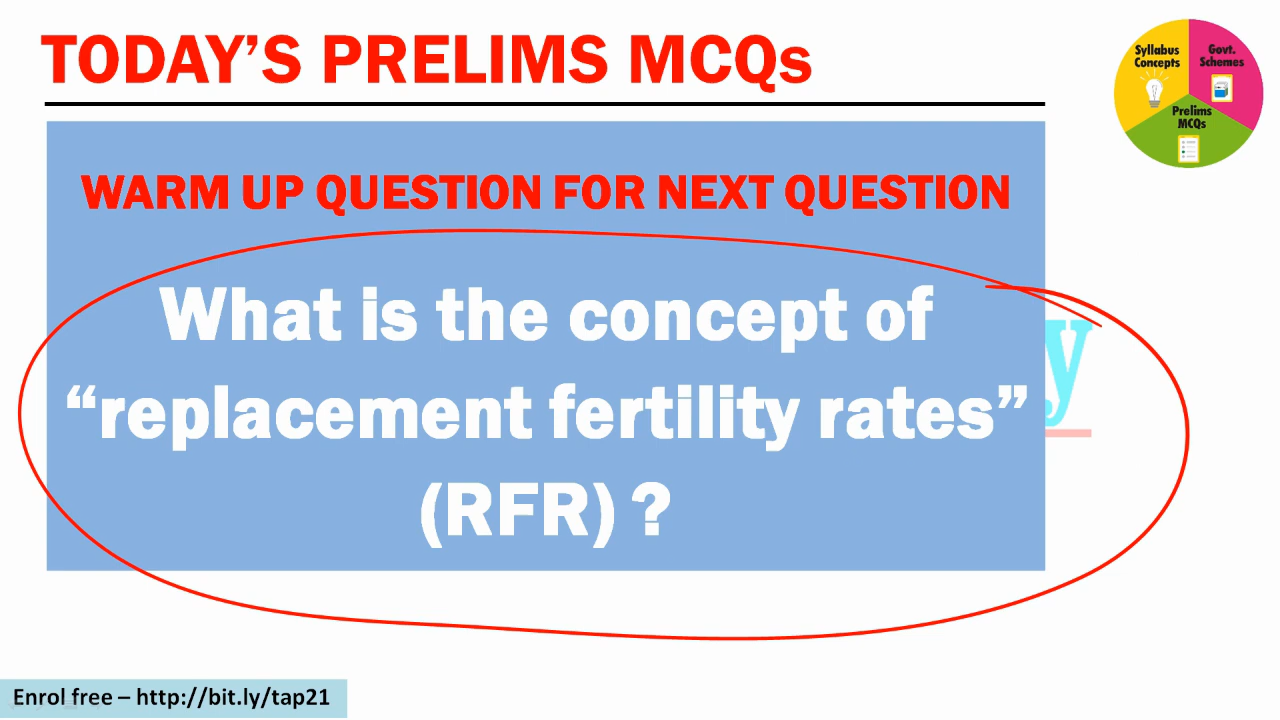 TODAY’S PRELIMS MCQs
Syllabus
Concepts
Govt.
Schemes
Prelims
MCQs
WARM UP QUESTION FOR NEXT QUESTION
What is the concept of
“replacement fertility rates”
(RFR) ?
y
Enrol free – http://bit.ly/tap21